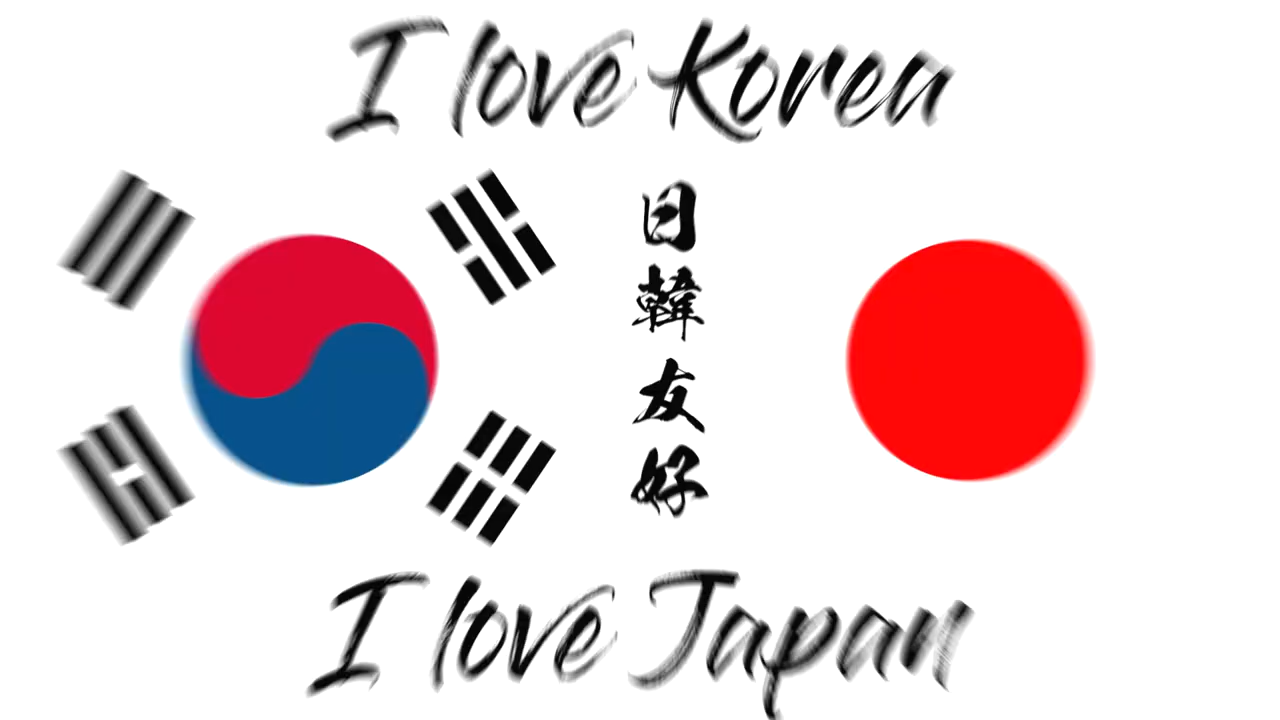 I love Korea
日韓友好
I love Japan